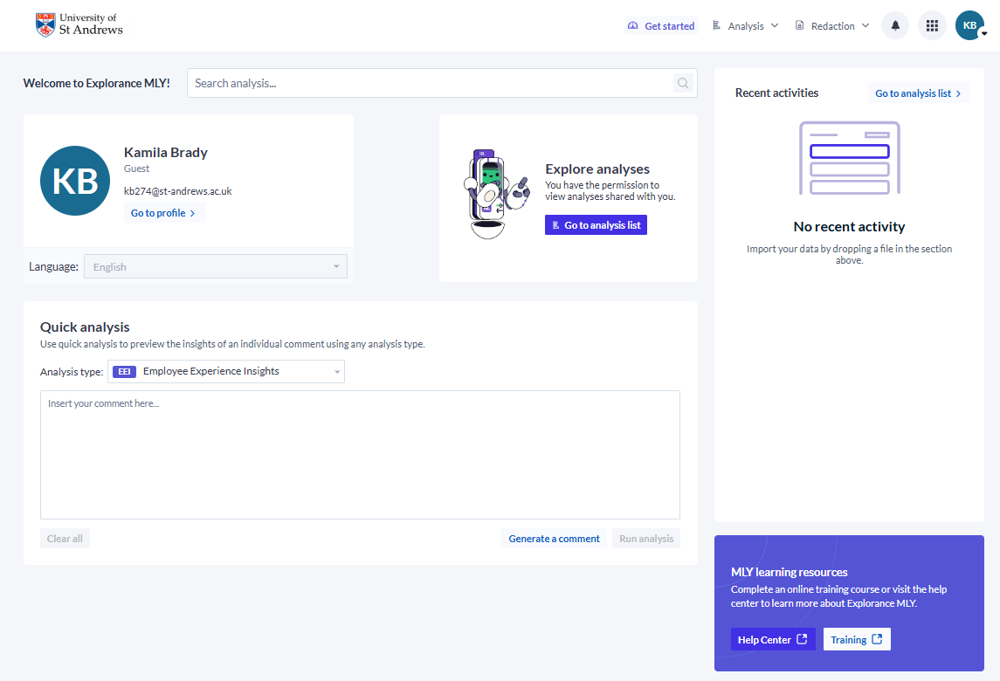 University of
St Andrews
Get started
Analysis
Redaction
KB
Welcome to Explorance MLY!
Search analysis...
Recent activities
Go to analysis list
KB
Kamila Brady
Guest
kb274@st-andrews.ac.uk
Go to profile
Language:
English
Explore analyses
You have the permission to
view analyses shared with you.
Go to analysis list
No recent activity
Import your data by dropping a file in the section
above.
Quick analysis
Use quick analysis to preview the insights of an individual comment using any analysis type.
Analysis type:
EEI
Employee Experience Insights
Insert your comment here...
Clear all
Generate a comment
Run analysis
MLY learning resources
Complete an online training course or visit the help
center to learn more about Explorance MLY.
Help Center
Training